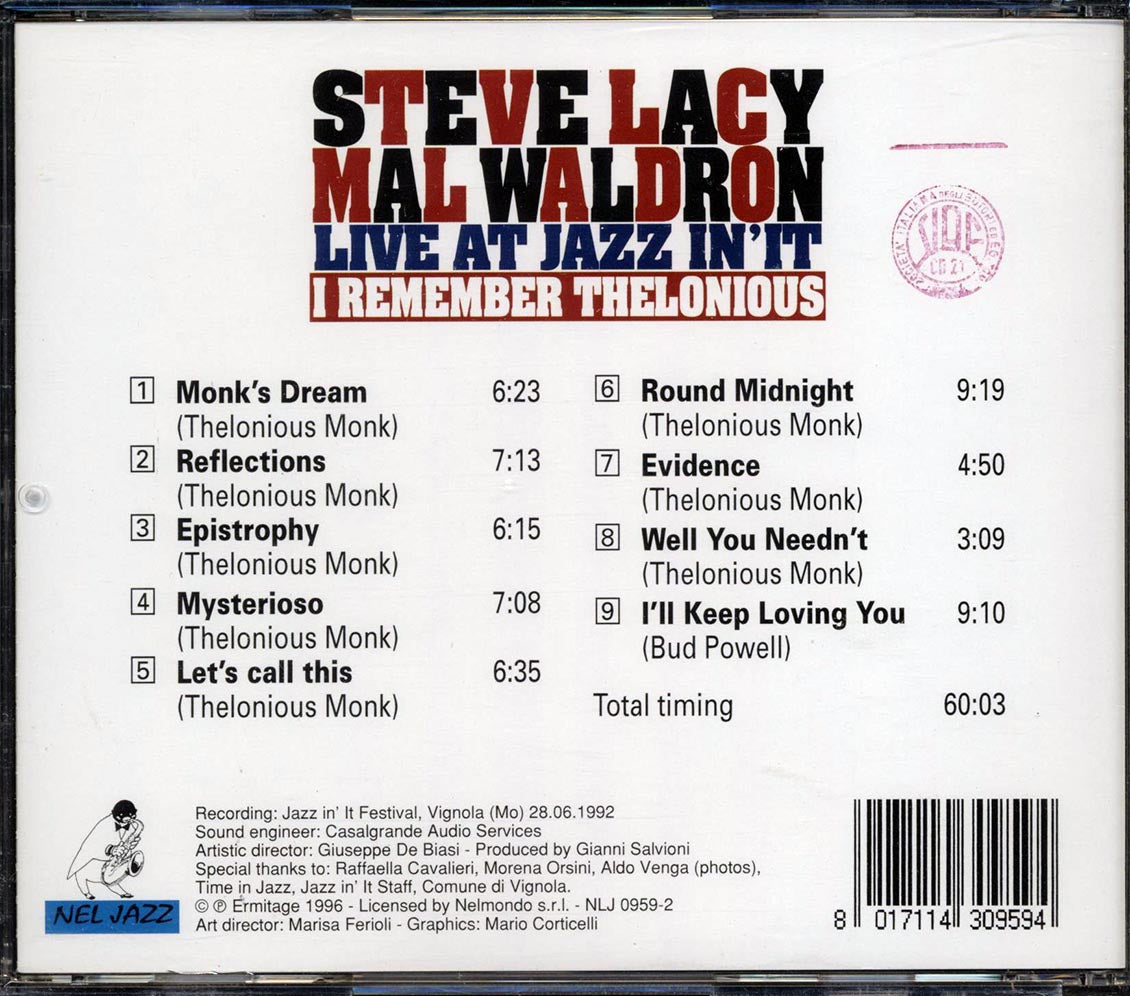 STEVE LACY
MAL WALDRON
LIVE AT JAZZ IN'IT
I REMEMBER THELONIOUS
1 Monk's Dream 6:23
(Thelonious Monk)
2 Reflections 7:13
(Thelonious Monk)
3 Epistrophy 6:15
(Thelonious Monk)
4 Mysterioso 7:08
(Thelonious Monk)
5 Let's call this 6:35
(Thelonious Monk)
6 Round Midnight 9:19
(Thelonious Monk)
7 Evidence 4:50
(Thelonious Monk)
8 Well You Needn't 3:09
(Thelonious Monk)
9 I'll Keep Loving You 9:10
(Bud Powell)
Total timing 60:03
SOCIETA' ITALIANA DEGLI AUTORI ED
SIAE
NEL JAZZ
Recording: Jazz in' It Festival, Vignola (Mo) 28.06.1992
Sound engineer: Casalgrande Audio Services
Artistic director: Giuseppe De Biasi - Produced by Gianni Salvioni
Special thanks to: Raffaella Cavalieri, Morena Orsini, Aldo Venga (photos),
Time in Jazz, Jazz in' It Staff, Comune di Vignola.
© ℗ Ermitage 1996 - Licensed by Nelmondo s.r.l. - NLJ 0959-2
Art director: Marisa Ferioli - Graphics: Mario Corticelli
8 017114 309594